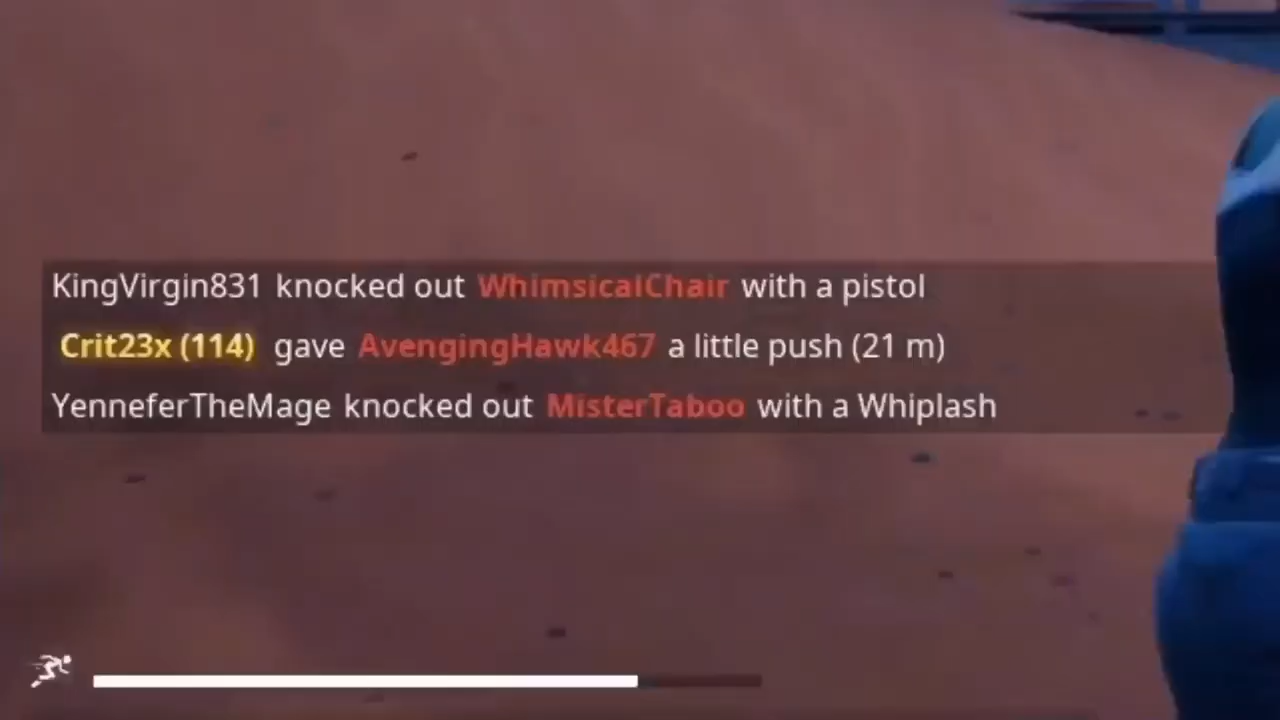 KingVirgin831 knocked out WhimsicalChair with a pistol
Crit23x (114) gave AvengingHawk467 a little push (21 m)
YenneferTheMage knocked out MisterTaboo with a Whiplash